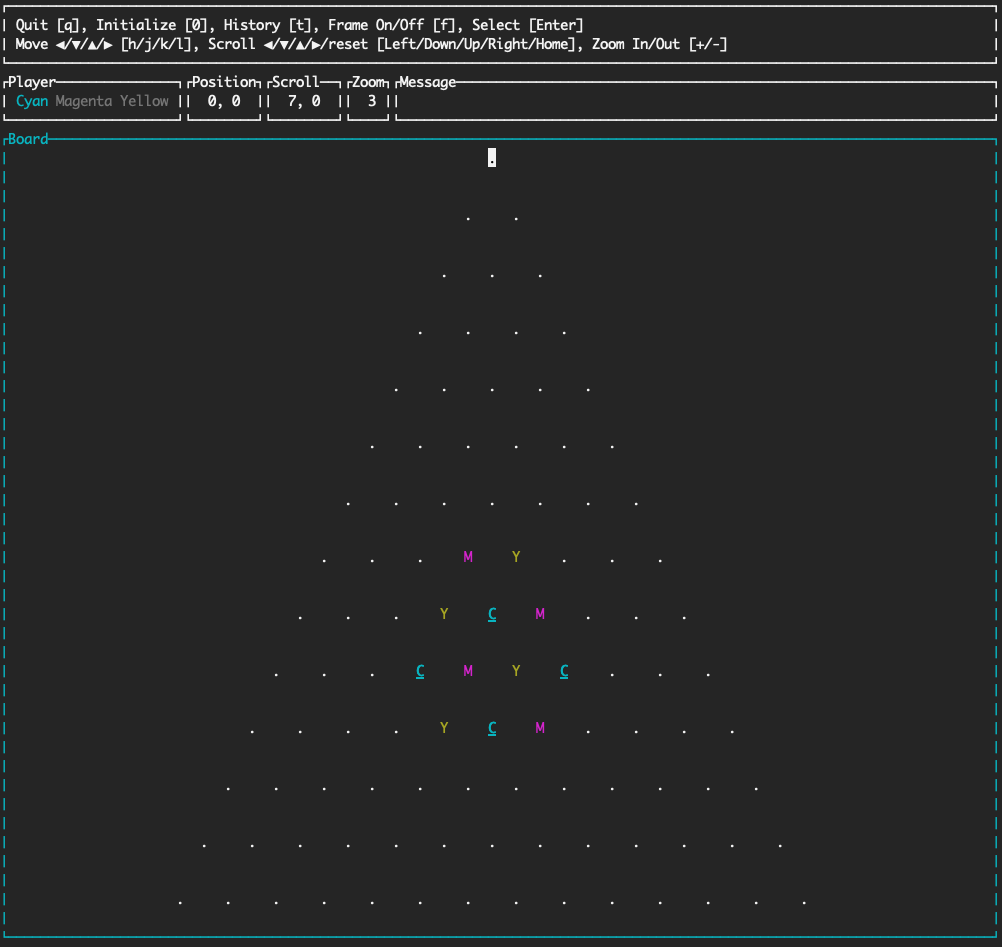 Quit [q], Initialize [0], History [t], Frame On/Off [f], Select [Enter]
Move ◀/▼/▲/▶ [h/j/k/l], Scroll ◀/▼/▲/▶/reset [Left/Down/Up/Right/Home], Zoom In/Out [+/-]
Player Position Scroll Zoom Message
Cyan Magenta Yellow 0, 0 7, 0 3
Board
.
. .
. . .
. . . .
. . . . .
. . . . . .
. . . . . . .
. . . M Y . . .
. . . Y C M . . .
. . . C M Y C . . .
. . . . Y C M . . . .
. . . . . . . . . . . .
. . . . . . . . . . . . .
. . . . . . . . . . . . . .